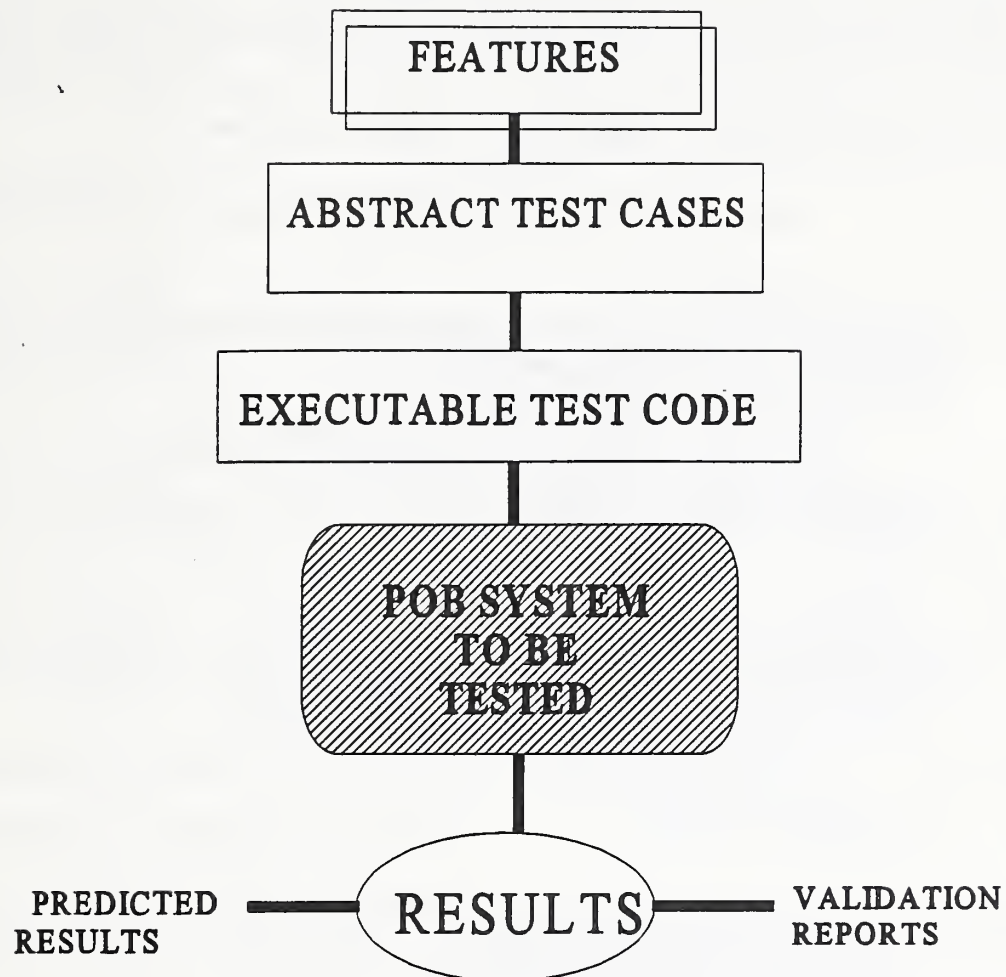 FEATURES
ABSTRACT TEST CASES
EXECUTABLE TEST CODE
POB SYSTEM
TO BE
TESTED
PREDICTED
RESULTS
RESULTS
VALIDATION
REPORTS